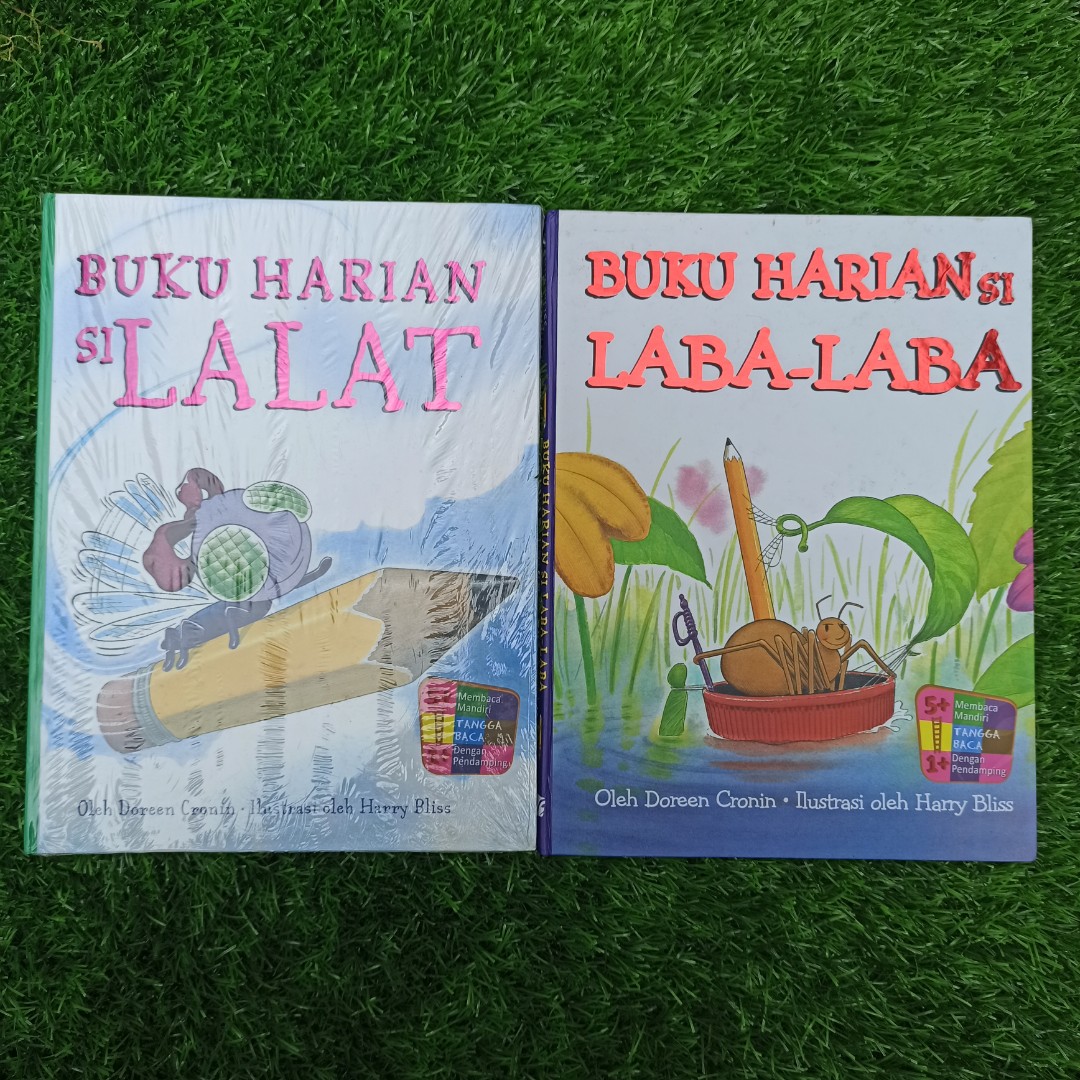 BUKU HARIAN
SI LALAT
Membaca
Mandiri
TANGGA
BACA
Dengan
Pendamping
Oleh Doreen Cronin • Ilustrasi oleh Harry Bliss
BUKU HARIAN SI LABA-LABA
BUKU HARIAN SI
LABA-LABA
5+ Membaca
Mandiri
TANGGA
BACA
1+ Dengan
Pendamping
Oleh Doreen Cronin • Ilustrasi oleh Harry Bliss